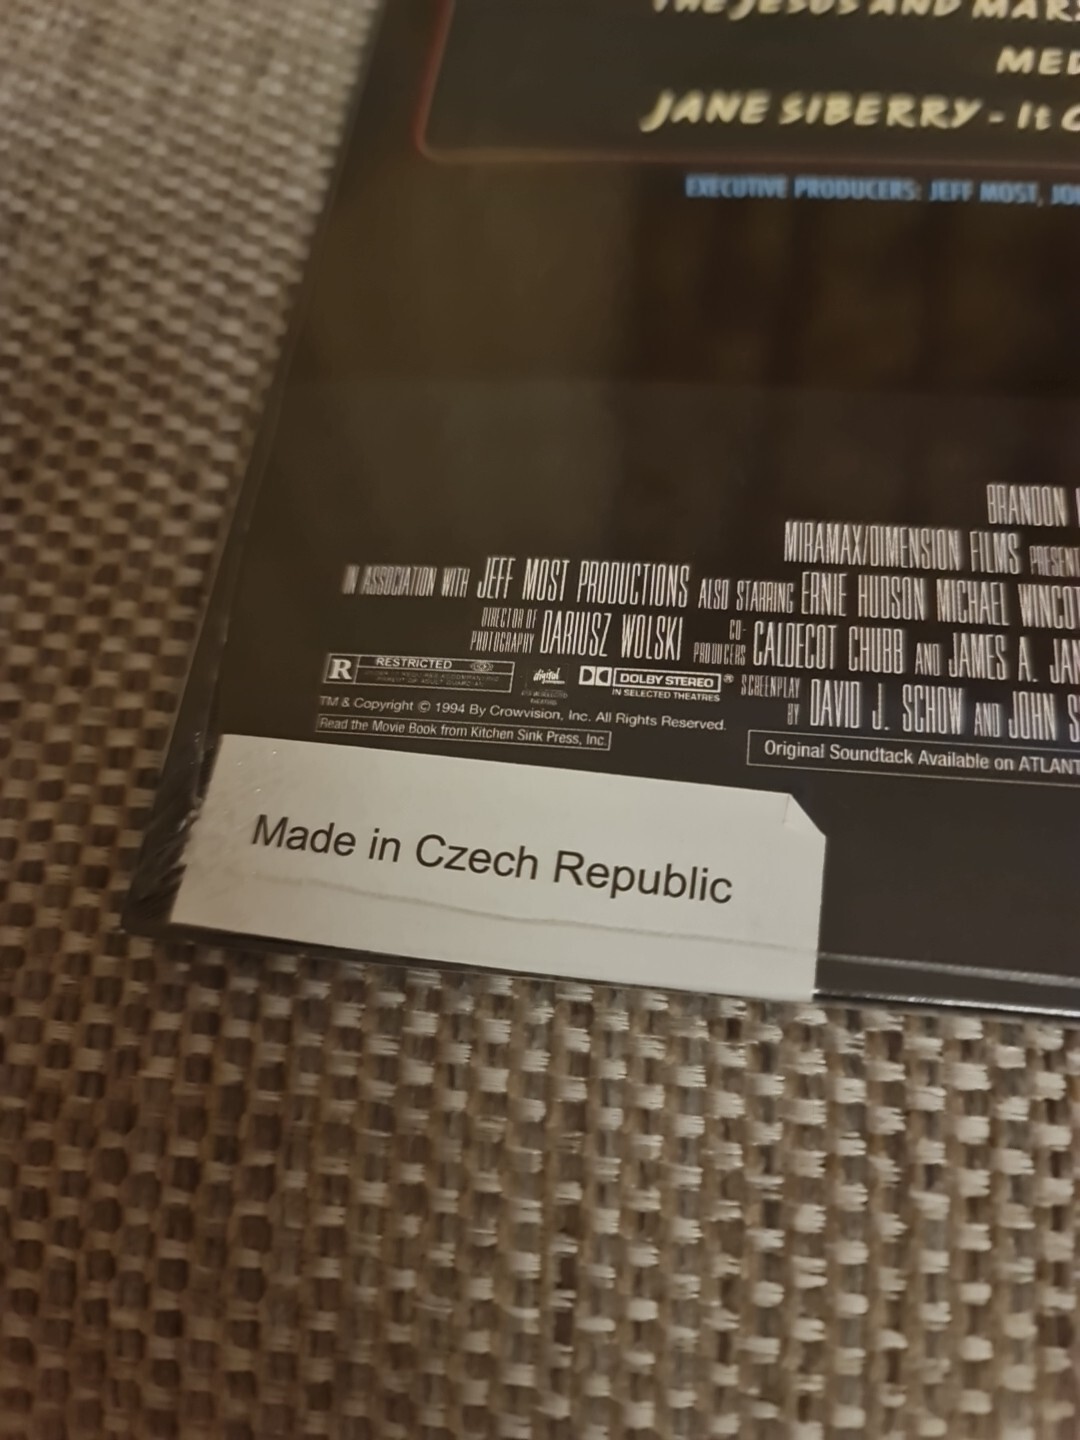 THE JESUS AND MAR
MED
JANE SIBERRY - It C
EXECUTIVE PRODUCERS: JEFF MOST, JO
BRANDON
MIRAMAX/DIMENSION FILMS PRESENT
IN ASSOCIATION WITH JEFF MOST PRODUCTIONS ALSO STARRING ERNIE HUDSON MICHAEL WINCOT
DIRECTOR OF PHOTOGRAPHY DARIUSZ WOLSKI CO-PRODUCERS CALDECOT CHUBB AND JAMES A. JAN
SCREENPLAY BY DAVID J. SCHOW AND JOHN S
R RESTRICTED
digital
DOLBY STEREO ®
IN SELECTED THEATRES
TM & Copyright © 1994 By Crowvision, Inc. All Rights Reserved.
Read the Movie Book from Kitchen Sink Press, Inc.
Original Soundtack Available on ATLANT
Made in Czech Republic